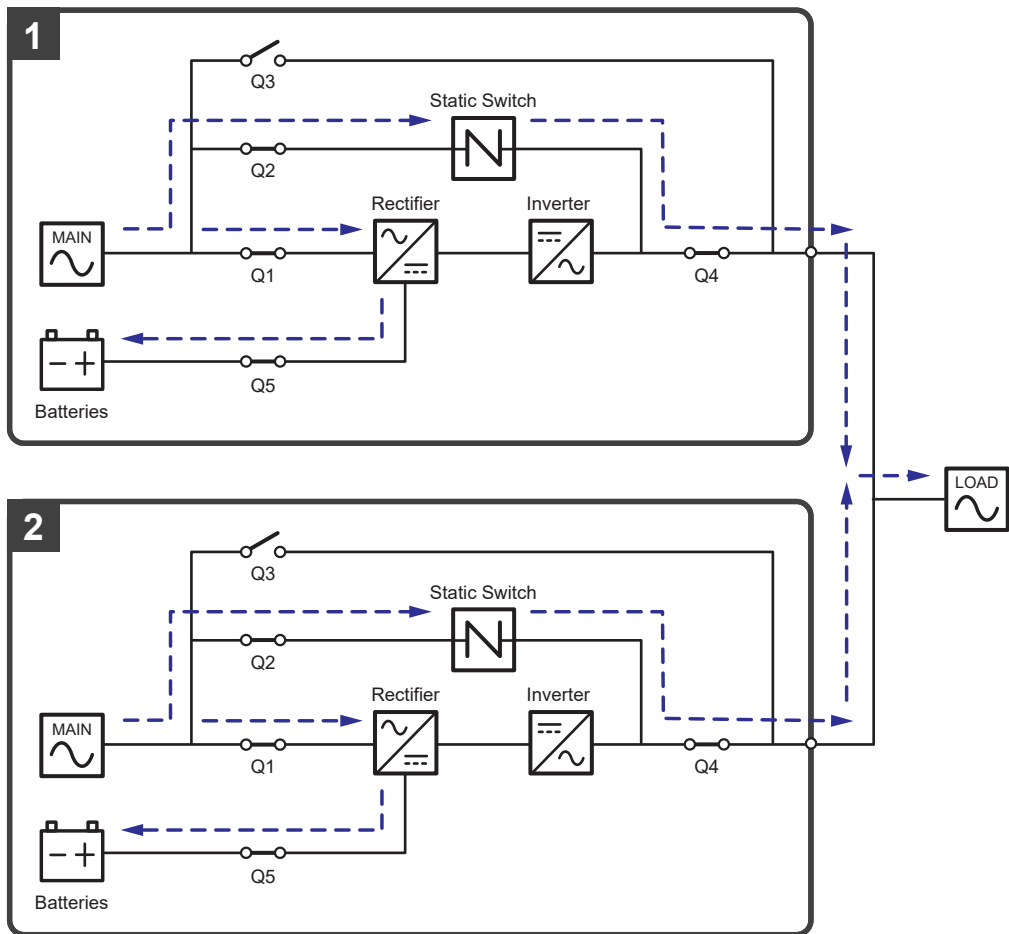 1
Q3
Static Switch
Q2
Rectifier
Inverter
MAIN
Q1
Q4
Q5
Batteries
LOAD
2
Q3
Static Switch
Q2
Rectifier
Inverter
MAIN
Q1
Q4
Q5
Batteries